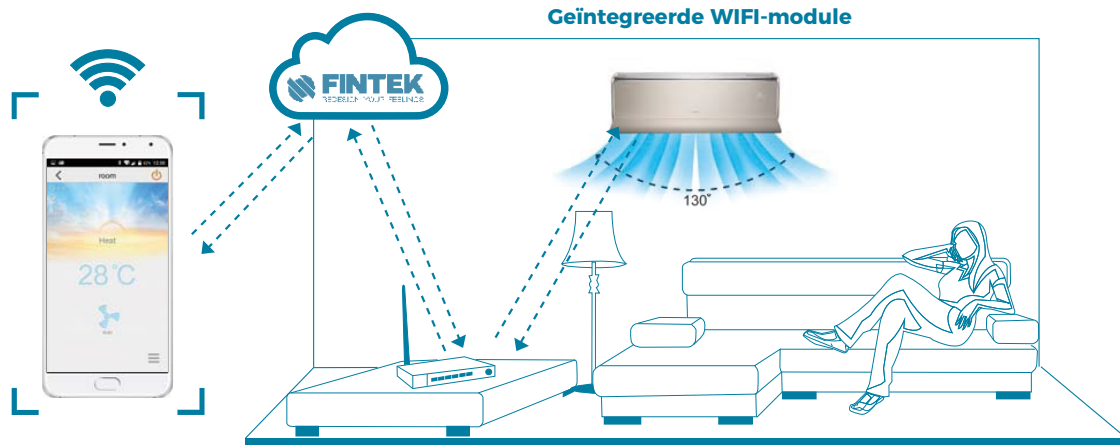 Geïntegreerde WIFI-module
FINTEK
REDESIGN YOUR FEELINGS
room
Heat
28°C
130°